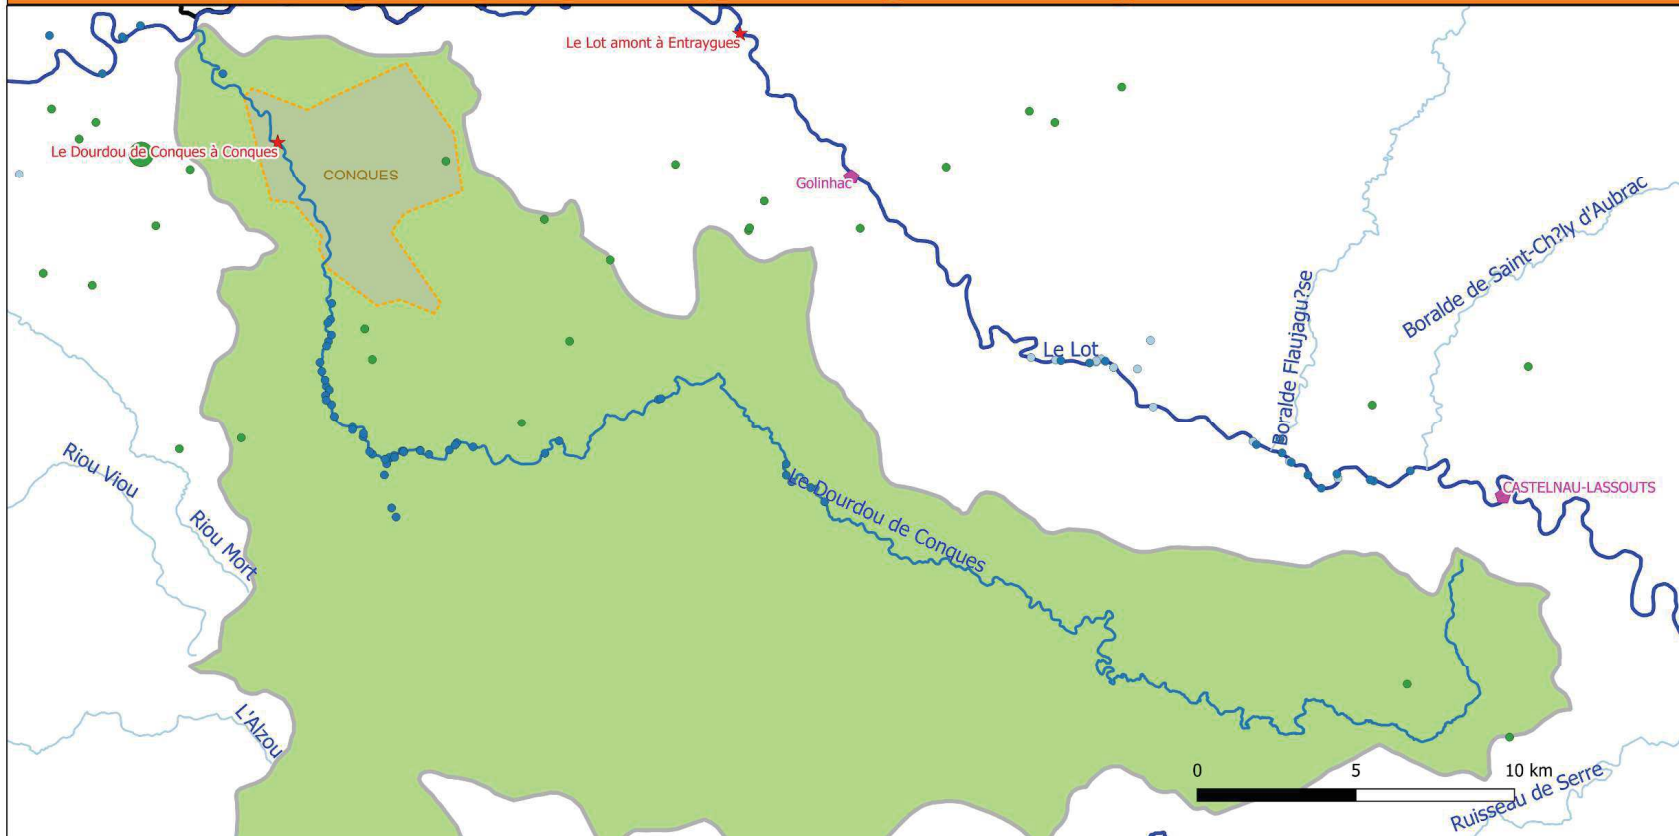 Le Lot amont à Entraygues
Le Dourdou de Conques à Conques
CONQUES
Golinhac
Boralde de Saint-Ch?ly d'Aubrac
Boralde Flaujagu?se
Le Lot
Riou Viou
Riou Mort
CASTELNAU-LASSOUTS
Le Dourdou de Conques
L'Alzou
0 5 10 km
Ruisseau de Serre